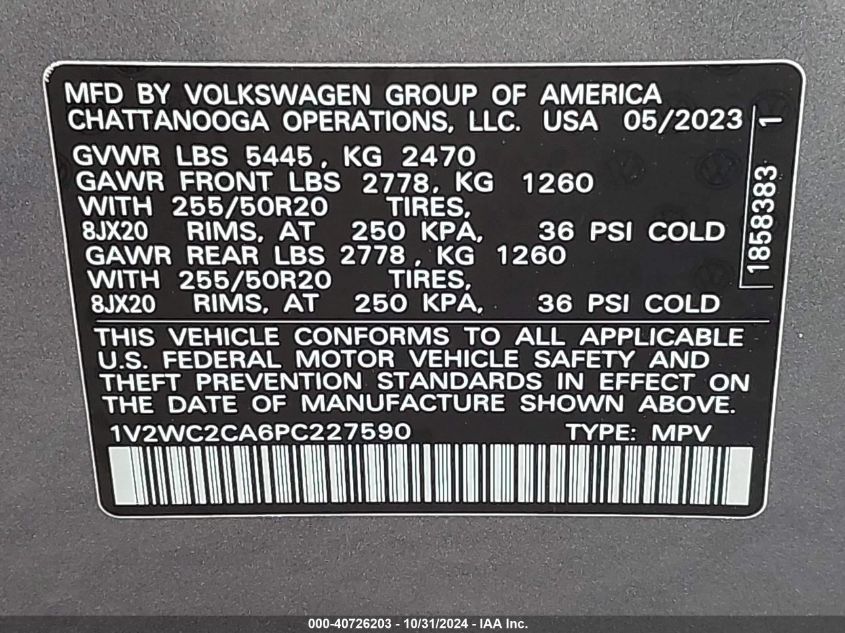 MFD BY VOLKSWAGEN GROUP OF AMERICA
CHATTANOOGA OPERATIONS, LLC. USA 05/2023
GVWR LBS 5445, KG 2470
GAWR FRONT LBS 2778, KG 1260
WITH 255/50R20 TIRES,
8JX20 RIMS, AT 250 KPA, 36 PSI COLD
GAWR REAR LBS 2778, KG 1260
WITH 255/50R20 TIRES,
8JX20 RIMS, AT 250 KPA, 36 PSI COLD
1858383 1
THIS VEHICLE CONFORMS TO ALL APPLICABLE
U.S. FEDERAL MOTOR VEHICLE SAFETY AND
THEFT PREVENTION STANDARDS IN EFFECT ON
THE DATE OF MANUFACTURE SHOWN ABOVE.
1V2WC2CA6PC227590 TYPE: MPV
000-40726203 - 10/31/2024 - IAA Inc.